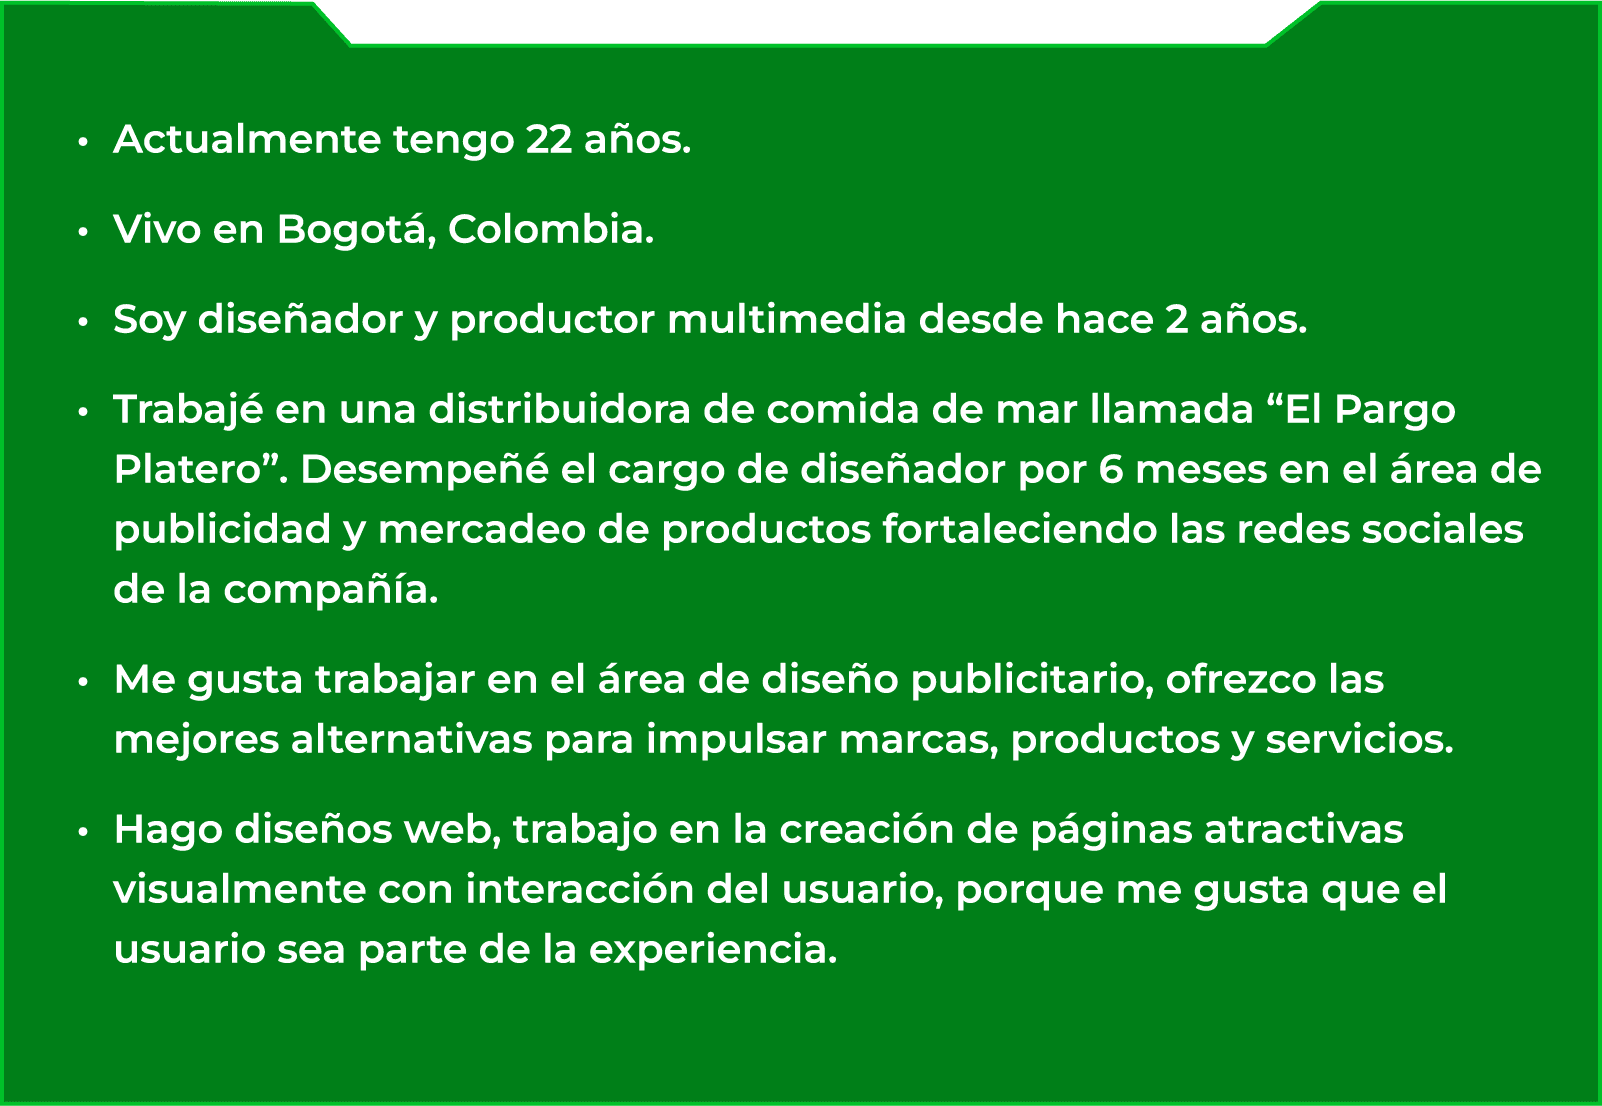 • Actualmente tengo 22 años.
• Vivo en Bogotá, Colombia.
• Soy diseñador y productor multimedia desde hace 2 años.
• Trabajé en una distribuidora de comida de mar llamada “El Pargo
Platero”. Desempeñé el cargo de diseñador por 6 meses en el área de
publicidad y mercadeo de productos fortaleciendo las redes sociales
de la compañía.
• Me gusta trabajar en el área de diseño publicitario, ofrezco las
mejores alternativas para impulsar marcas, productos y servicios.
• Hago diseños web, trabajo en la creación de páginas atractivas
visualmente con interacción del usuario, porque me gusta que el
usuario sea parte de la experiencia.